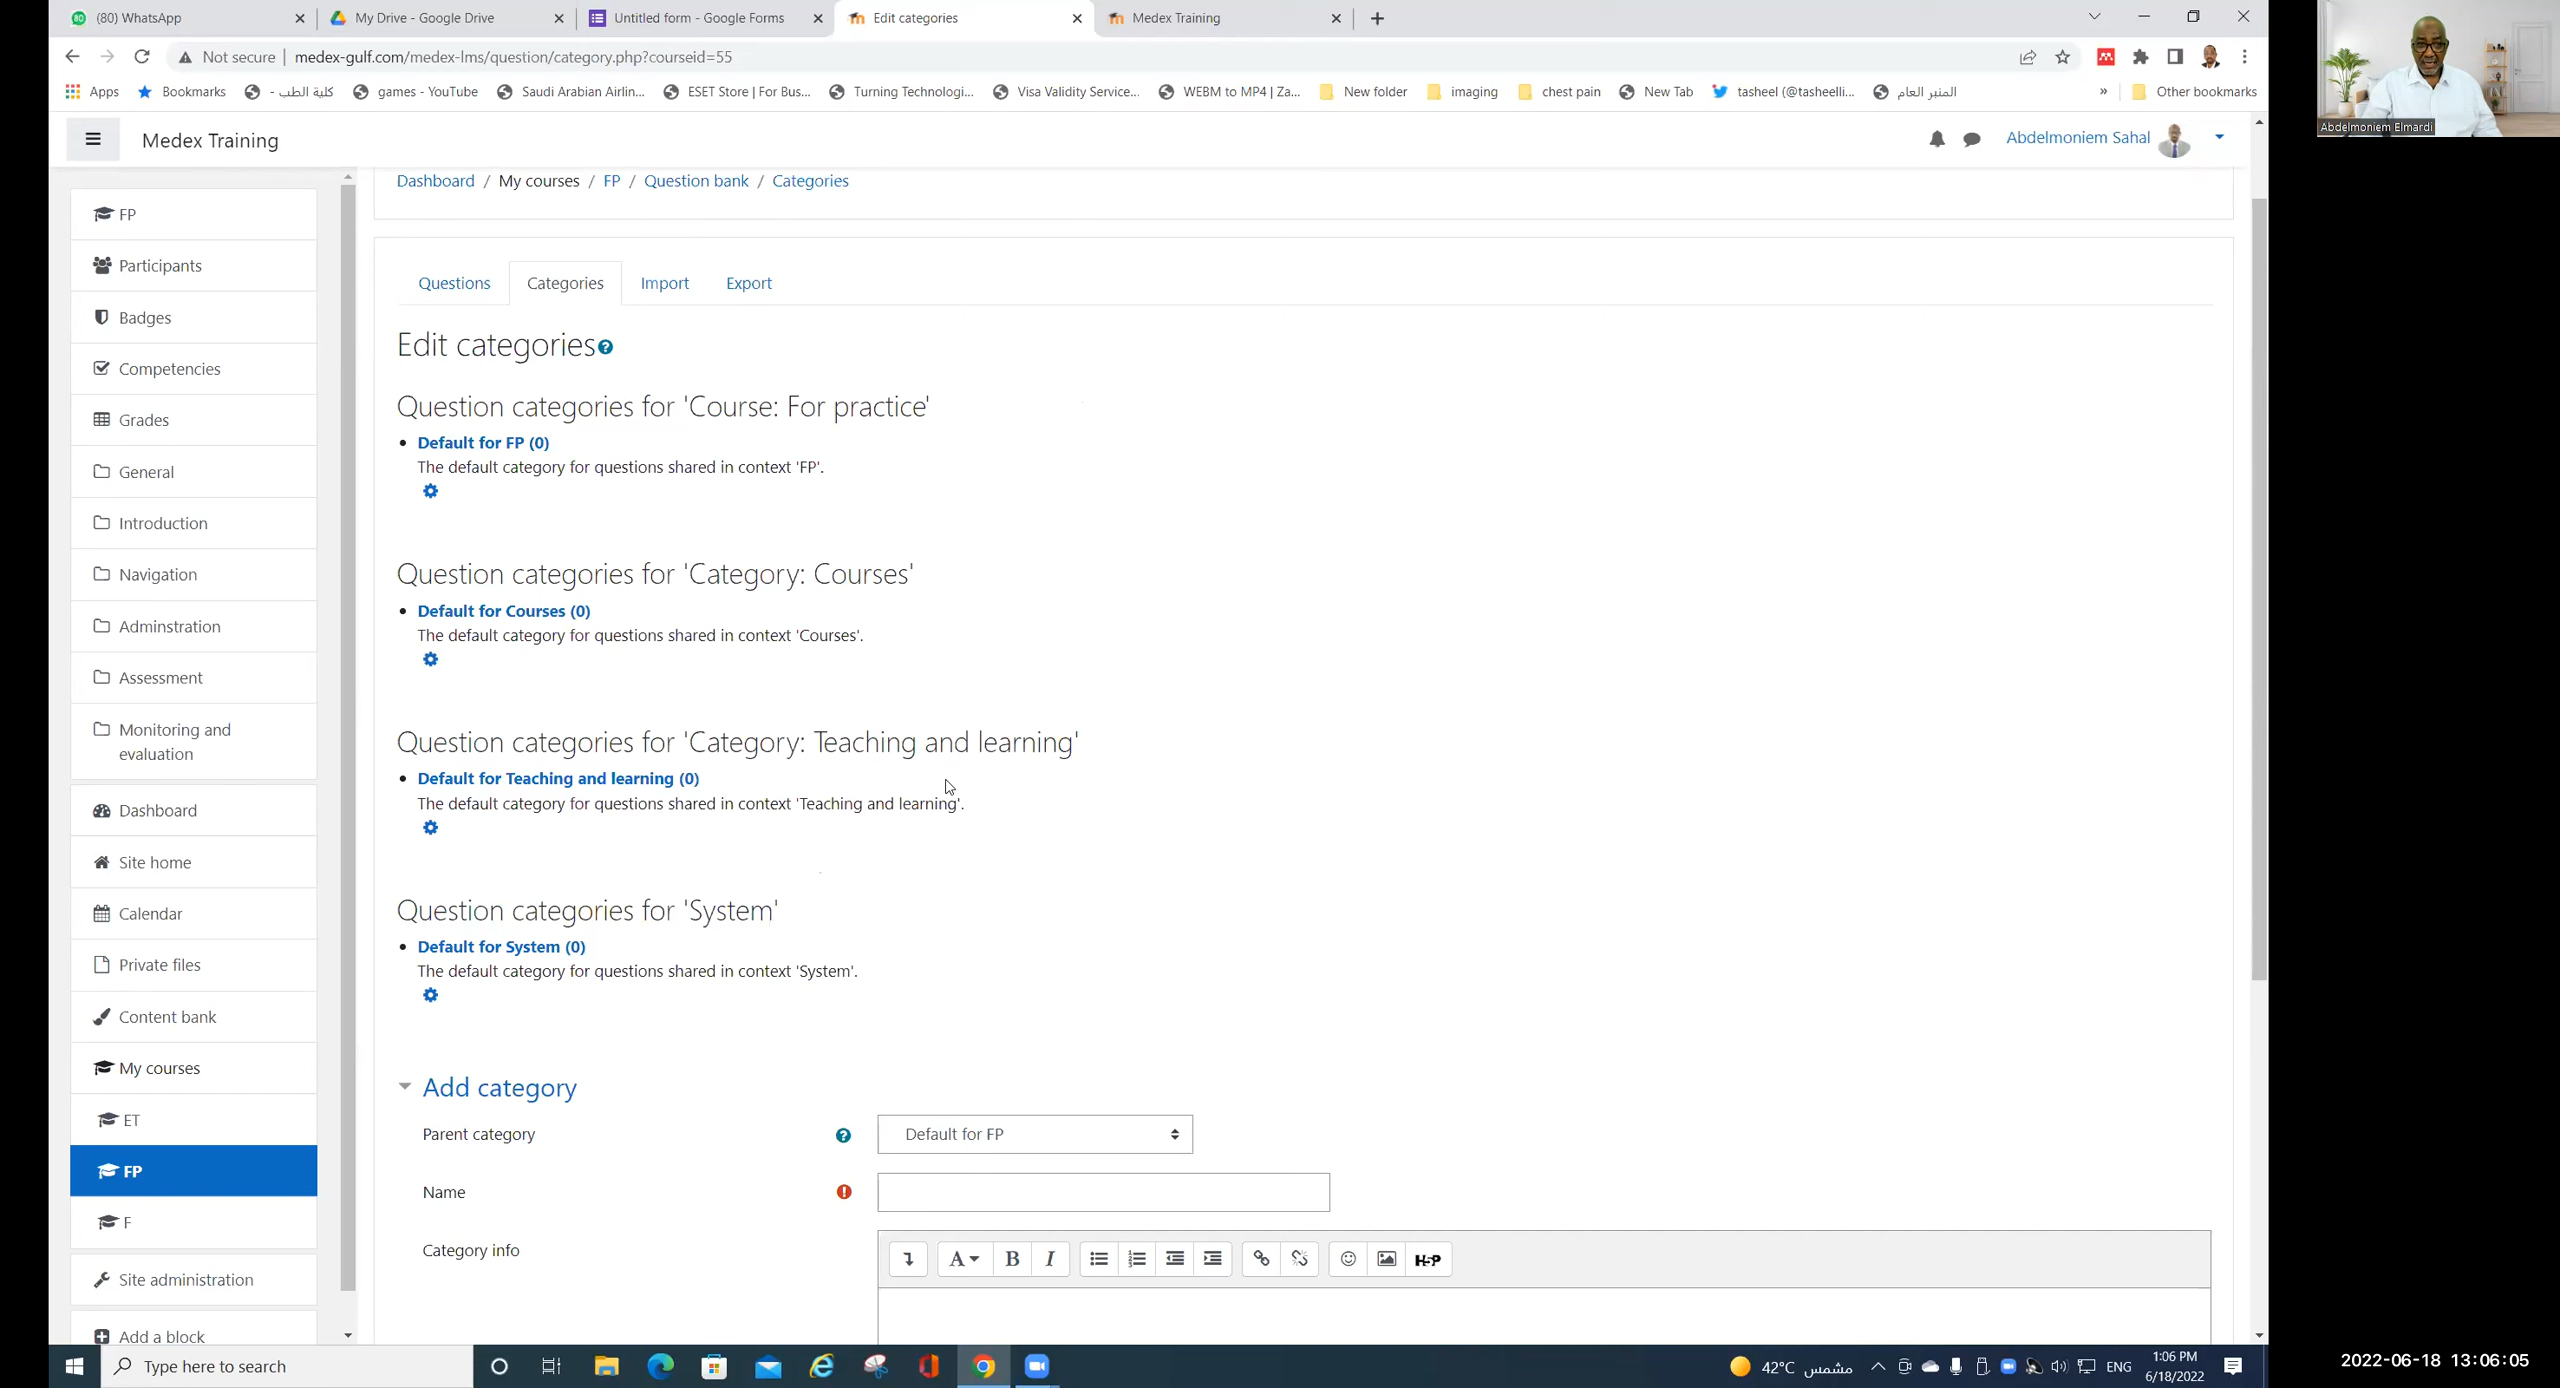 (80) WhatsApp
My Drive - Google Drive
Untitled form - Google Forms
Edit categories
Medex Training
Not secure
medex-gulf.com/medex-lms/question/category.php?courseid=55
Apps
Bookmarks
كلية الطب -
games - YouTube
Saudi Arabian Airlin...
ESET Store | For Bus...
Turning Technologi...
Visa Validity Service...
WEBM to MP4 | Za...
New folder
imaging
chest pain
New Tab
tasheel (@tasheelli...
المنبر العام
»
Other bookmarks
Medex Training
Abdelmoniem Sahal
Abdelmoniem Elmardi
Dashboard / My courses / FP / Question bank / Categories
FP
Participants
Badges
Competencies
Grades
General
Introduction
Navigation
Adminstration
Assessment
Monitoring and
evaluation
Dashboard
Site home
Calendar
Private files
Content bank
My courses
ET
FP
F
Site administration
Add a block
Questions
Categories
Import
Export
Edit categories
Question categories for 'Course: For practice'
Default for FP (0)
The default category for questions shared in context 'FP'.
Question categories for 'Category: Courses'
Default for Courses (0)
The default category for questions shared in context 'Courses'.
Question categories for 'Category: Teaching and learning'
Default for Teaching and learning (0)
The default category for questions shared in context 'Teaching and learning'.
Question categories for 'System'
Default for System (0)
The default category for questions shared in context 'System'.
Add category
Parent category
Default for FP
Name
Category info
A
B
I
H5P
Type here to search
42°C مشمس
ENG
1:06 PM
6/18/2022
2022-06-18 13:06:05